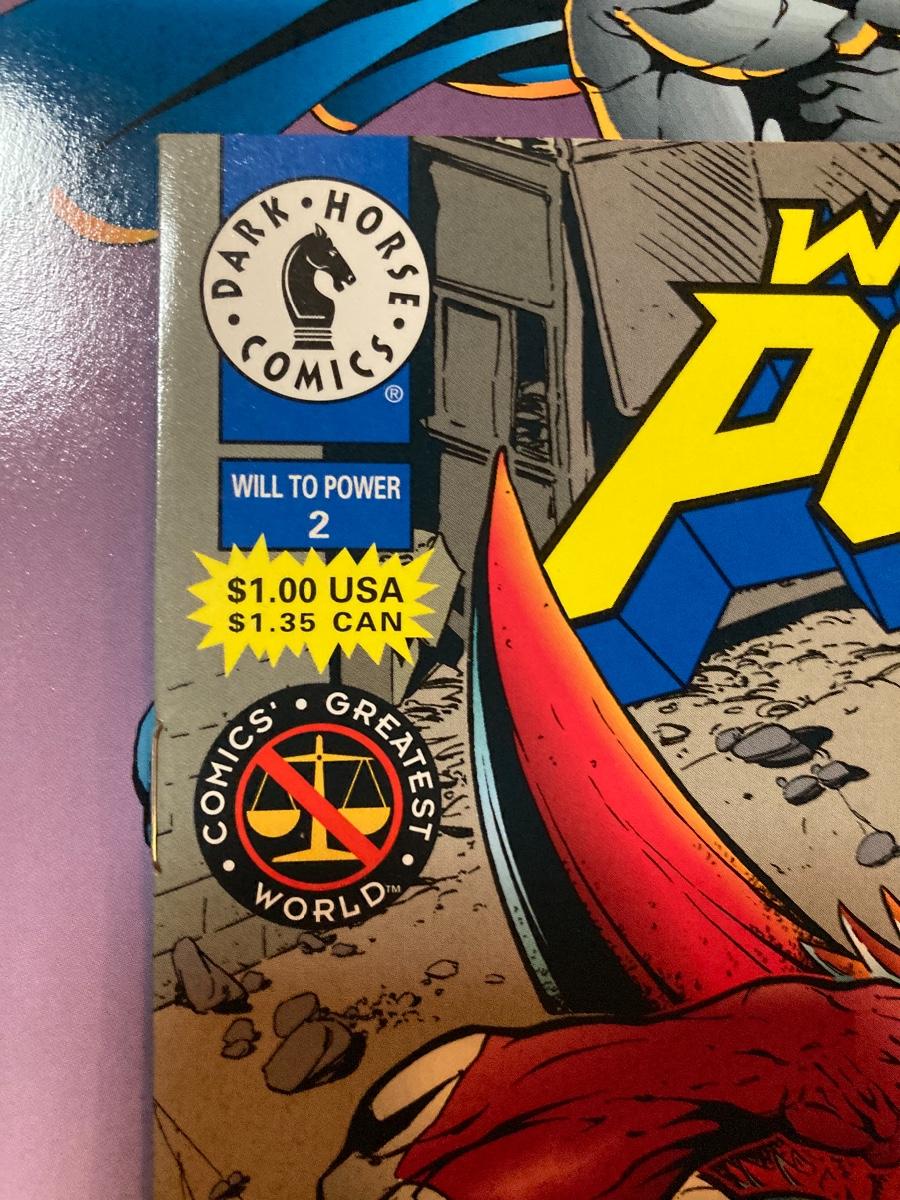 DARK • HORSE
• COMICS •
®
WILL TO POWER
2
$1.00 USA
$1.35 CAN
COMICS' • GREATEST
• WORLD™ •